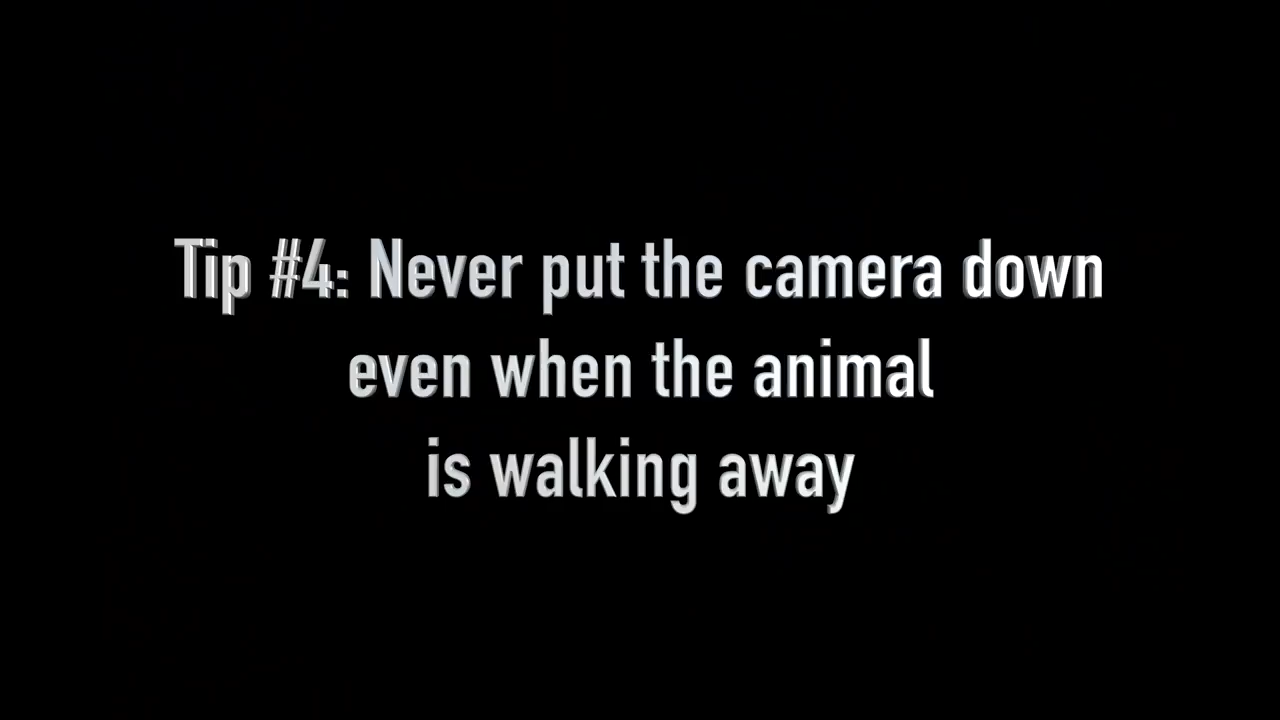 Tip #4: Never put the camera down
even when the animal
is walking away